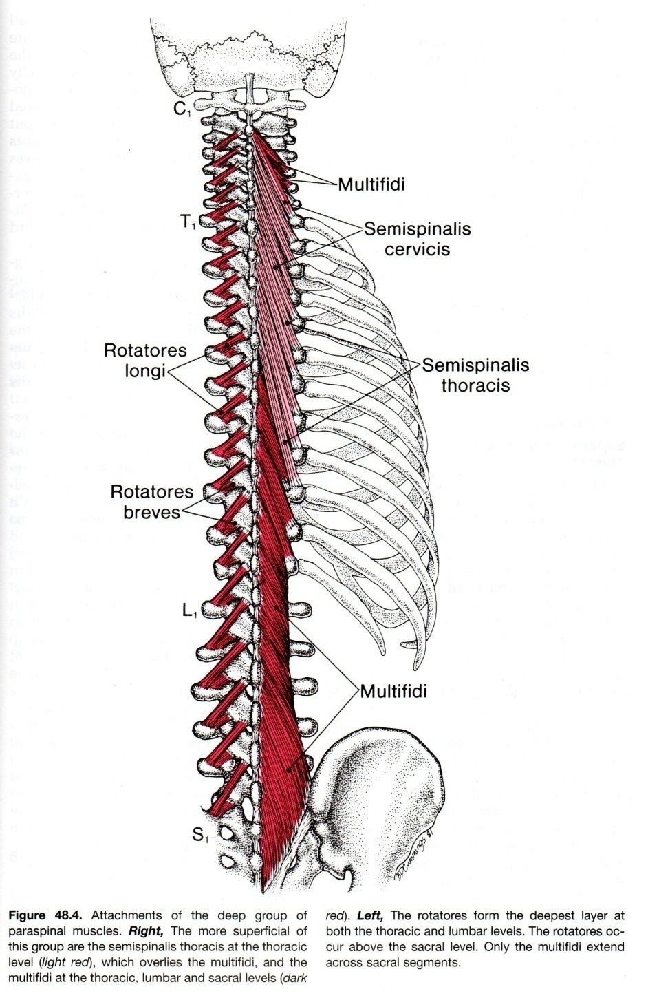 C₁
Multifidi
T₁
Semispinalis
cervicis
Rotatores
longi
Semispinalis
thoracis
Rotatores
breves
L₁
Multifidi
S₁
Figure 48.4. Attachments of the deep group of
paraspinal muscles. Right, The more superficial of
this group are the semispinalis thoracis at the thoracic
level (light red), which overlies the multifidi, and the
multifidi at the thoracic, lumbar and sacral levels (dark
red). Left, The rotatores form the deepest layer at
both the thoracic and lumbar levels. The rotatores oc-
cur above the sacral level. Only the multifidi extend
across sacral segments.